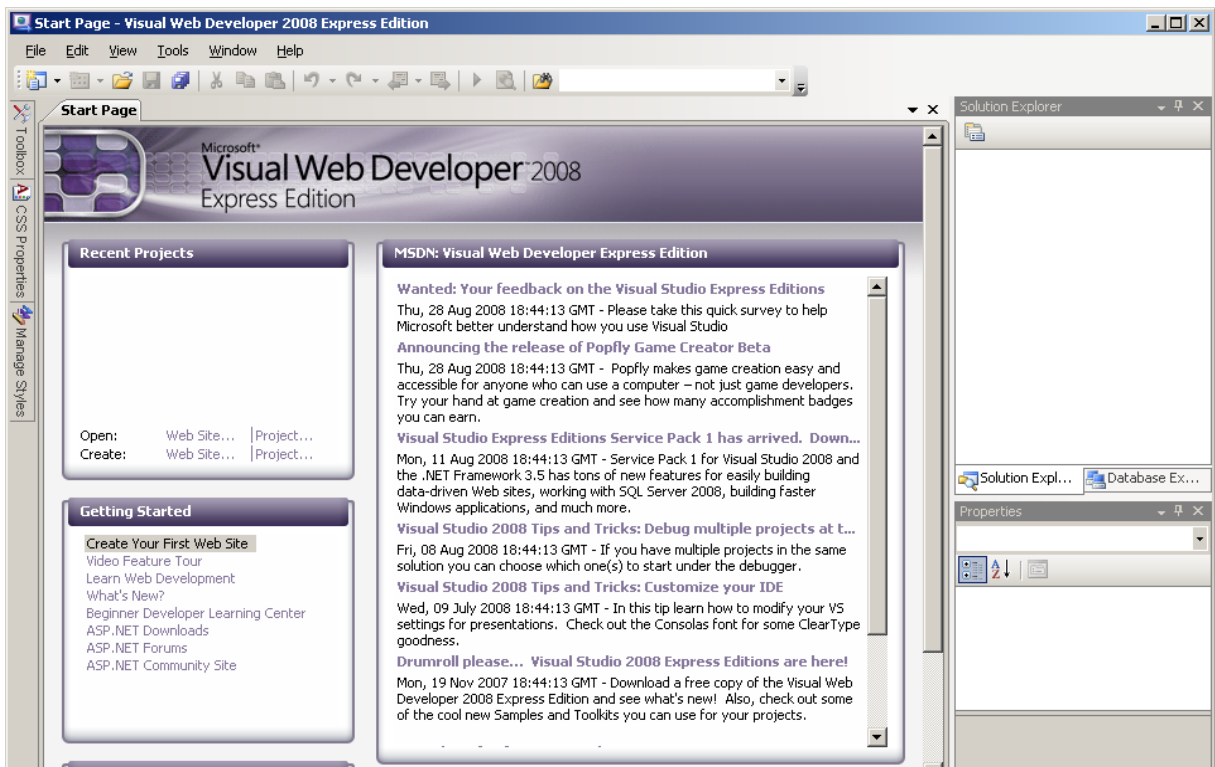 Start Page - Visual Web Developer 2008 Express Edition
File Edit View Tools Window Help
Toolbox
CSS Properties
Manage Styles
Start Page
Microsoft®
Visual Web Developer™ 2008
Express Edition
Recent Projects
Open: Web Site... |Project...
Create: Web Site... |Project...
Getting Started
Create Your First Web Site
Video Feature Tour
Learn Web Development
What's New?
Beginner Developer Learning Center
ASP.NET Downloads
ASP.NET Forums
ASP.NET Community Site
MSDN: Visual Web Developer Express Edition
Wanted: Your feedback on the Visual Studio Express Editions
Thu, 28 Aug 2008 18:44:13 GMT - Please take this quick survey to help
Microsoft better understand how you use Visual Studio
Announcing the release of Popfly Game Creator Beta
Thu, 28 Aug 2008 18:44:13 GMT - Popfly makes game creation easy and
accessible for anyone who can use a computer – not just game developers.
Try your hand at game creation and see how many accomplishment badges
you can earn.
Visual Studio Express Editions Service Pack 1 has arrived. Down...
Mon, 11 Aug 2008 18:44:13 GMT - Service Pack 1 for Visual Studio 2008 and
the .NET Framework 3.5 has tons of new features for easily building
data-driven Web sites, working with SQL Server 2008, building faster
Windows applications, and much more.
Visual Studio 2008 Tips and Tricks: Debug multiple projects at t...
Fri, 08 Aug 2008 18:44:13 GMT - If you have multiple projects in the same
solution you can choose which one(s) to start under the debugger.
Visual Studio 2008 Tips and Tricks: Customize your IDE
Wed, 09 July 2008 18:44:13 GMT - In this tip learn how to modify your VS
settings for presentations. Check out the Consolas font for some ClearType
goodness.
Drumroll please... Visual Studio 2008 Express Editions are here!
Mon, 19 Nov 2007 18:44:13 GMT - Download a free copy of the Visual Web
Developer 2008 Express Edition and see what's new! Also, check out some
of the cool new Samples and Toolkits you can use for your projects.
Solution Explorer
Solution Expl... Database Ex...
Properties